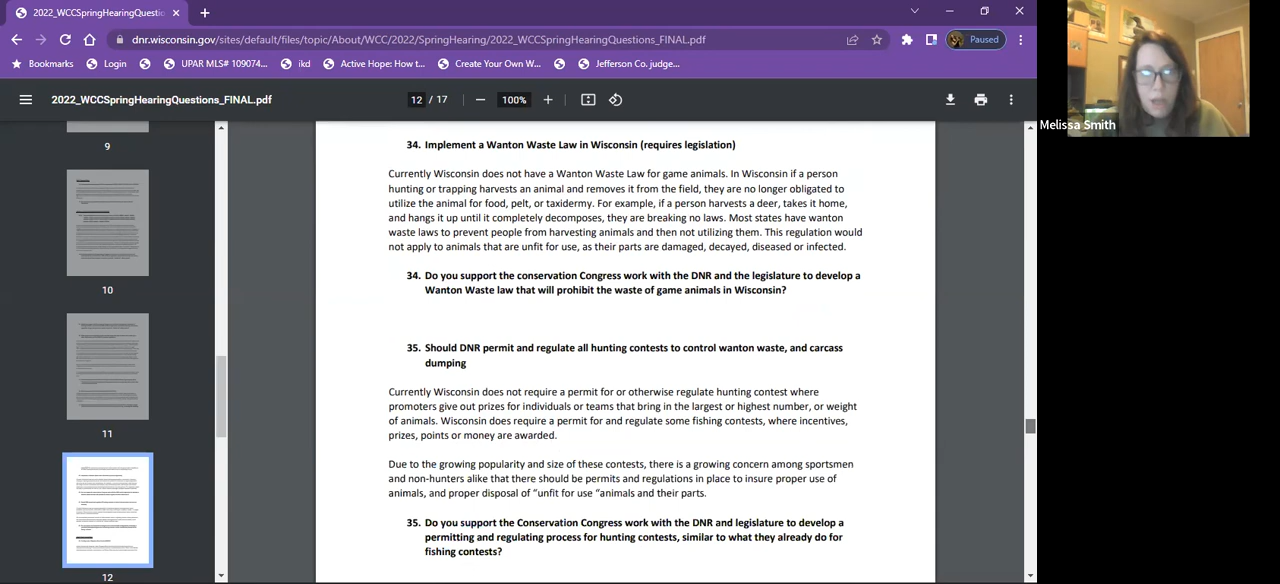 2022_WCCSpringHearingQuestio
dnr.wisconsin.gov/sites/default/files/topic/About/WCC/2022/SpringHearing/2022_WCCSpringHearingQuestions_FINAL.pdf
Paused
Bookmarks
Login
UPAR MLS# 109074...
ikd
Active Hope: How t...
Create Your Own W...
Jefferson Co. judge...
2022_WCCSpringHearingQuestions_FINAL.pdf
12 / 17
100%
Melissa Smith
9
10
11
12
34. Implement a Wanton Waste Law in Wisconsin (requires legislation)
Currently Wisconsin does not have a Wanton Waste Law for game animals. In Wisconsin if a person
hunting or trapping harvests an animal and removes it from the field, they are no longer obligated to
utilize the animal for food, pelt, or taxidermy. For example, if a person harvests a deer, takes it home,
and hangs it up until it completely decomposes, they are breaking no laws. Most states have wanton
waste laws to prevent people from harvesting animals and then not utilizing them. This regulation would
not apply to animals that are unfit for use, as their parts are damaged, decayed, diseased or infected.
34. Do you support the conservation Congress work with the DNR and the legislature to develop a
Wanton Waste law that will prohibit the waste of game animals in Wisconsin?
35. Should DNR permit and regulate all hunting contests to control wanton waste, and carcass
dumping
Currently Wisconsin does not require a permit for or otherwise regulate hunting contest where
promoters give out prizes for individuals or teams that bring in the largest or highest number, or weight
of animals. Wisconsin does require a permit for and regulate some fishing contests, where incentives,
prizes, points or money are awarded.
Due to the growing popularity and size of these contests, there is a growing concern among sportsmen
and non-hunters alike that there should be permits and regulations in place to insure proper use of
animals, and proper disposal of “unfit for use “animals and their parts.
35. Do you support the Conservation Congress work with the DNR and legislature to develop a
permitting and regulating process for hunting contests, similar to what they already do for
fishing contests?